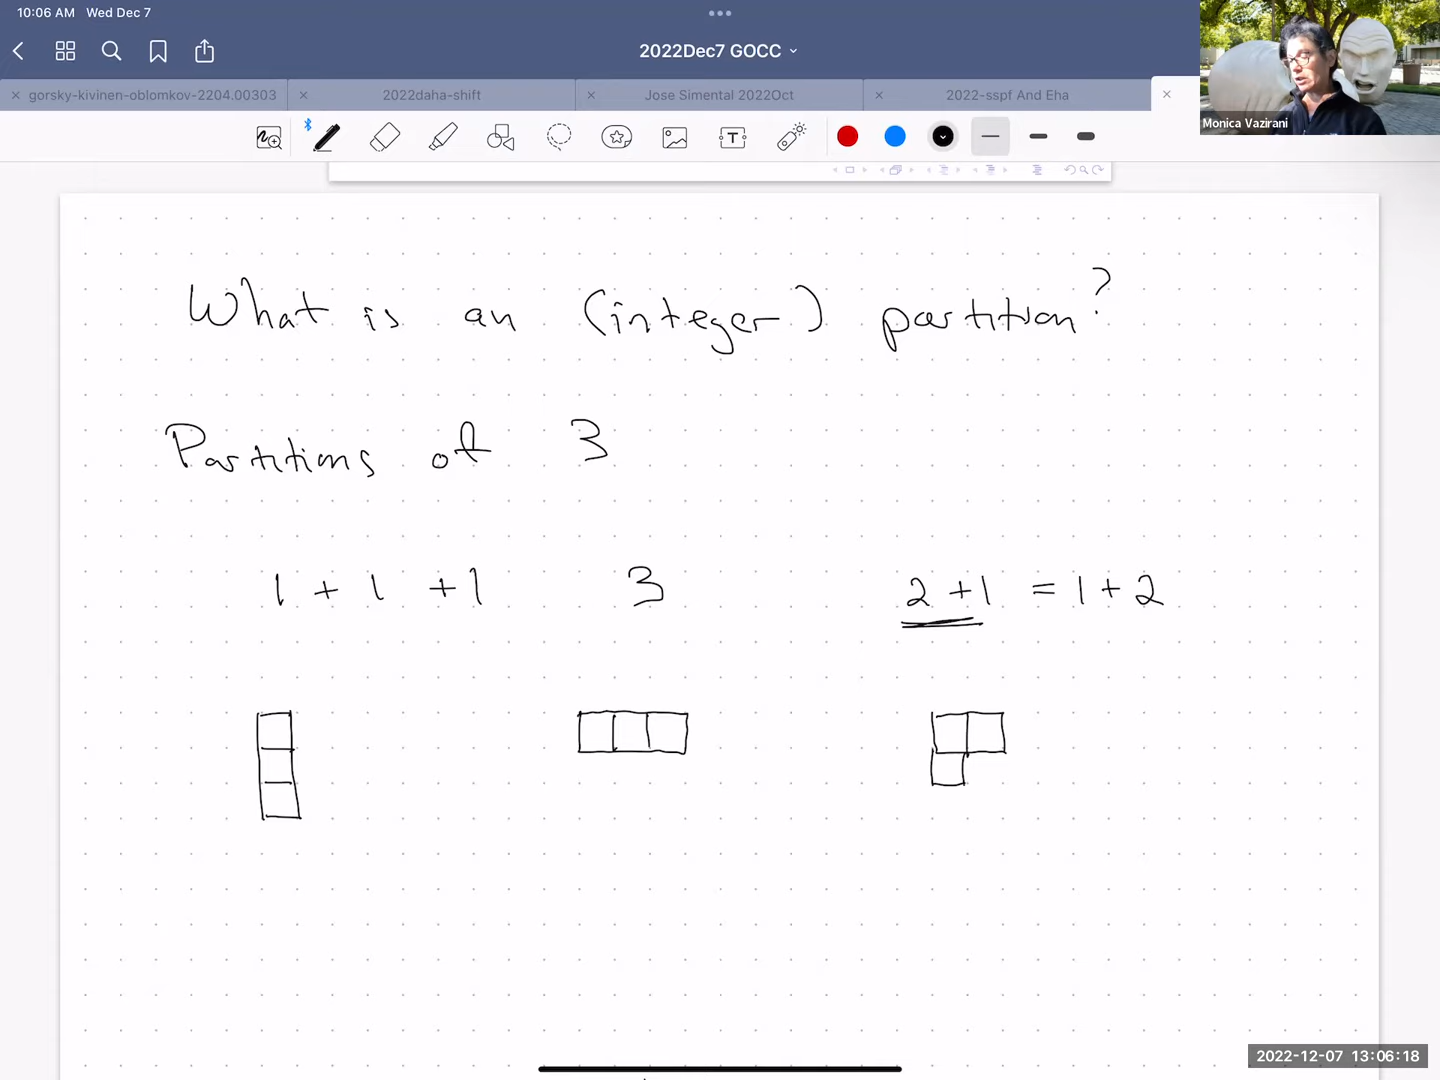 10:06 AM Wed Dec 7
2022Dec7 GOCC
gorsky-kivinen-oblomkov-2204.00303
2022daha-shift
Jose Simental 2022Oct
2022-sspf And Eha
T
Monica Vazirani
What is an (integer) partition?
Partitions of 3
1 + 1 + 1
3
2 + 1 = 1 + 2
2022-12-07 13:06:18